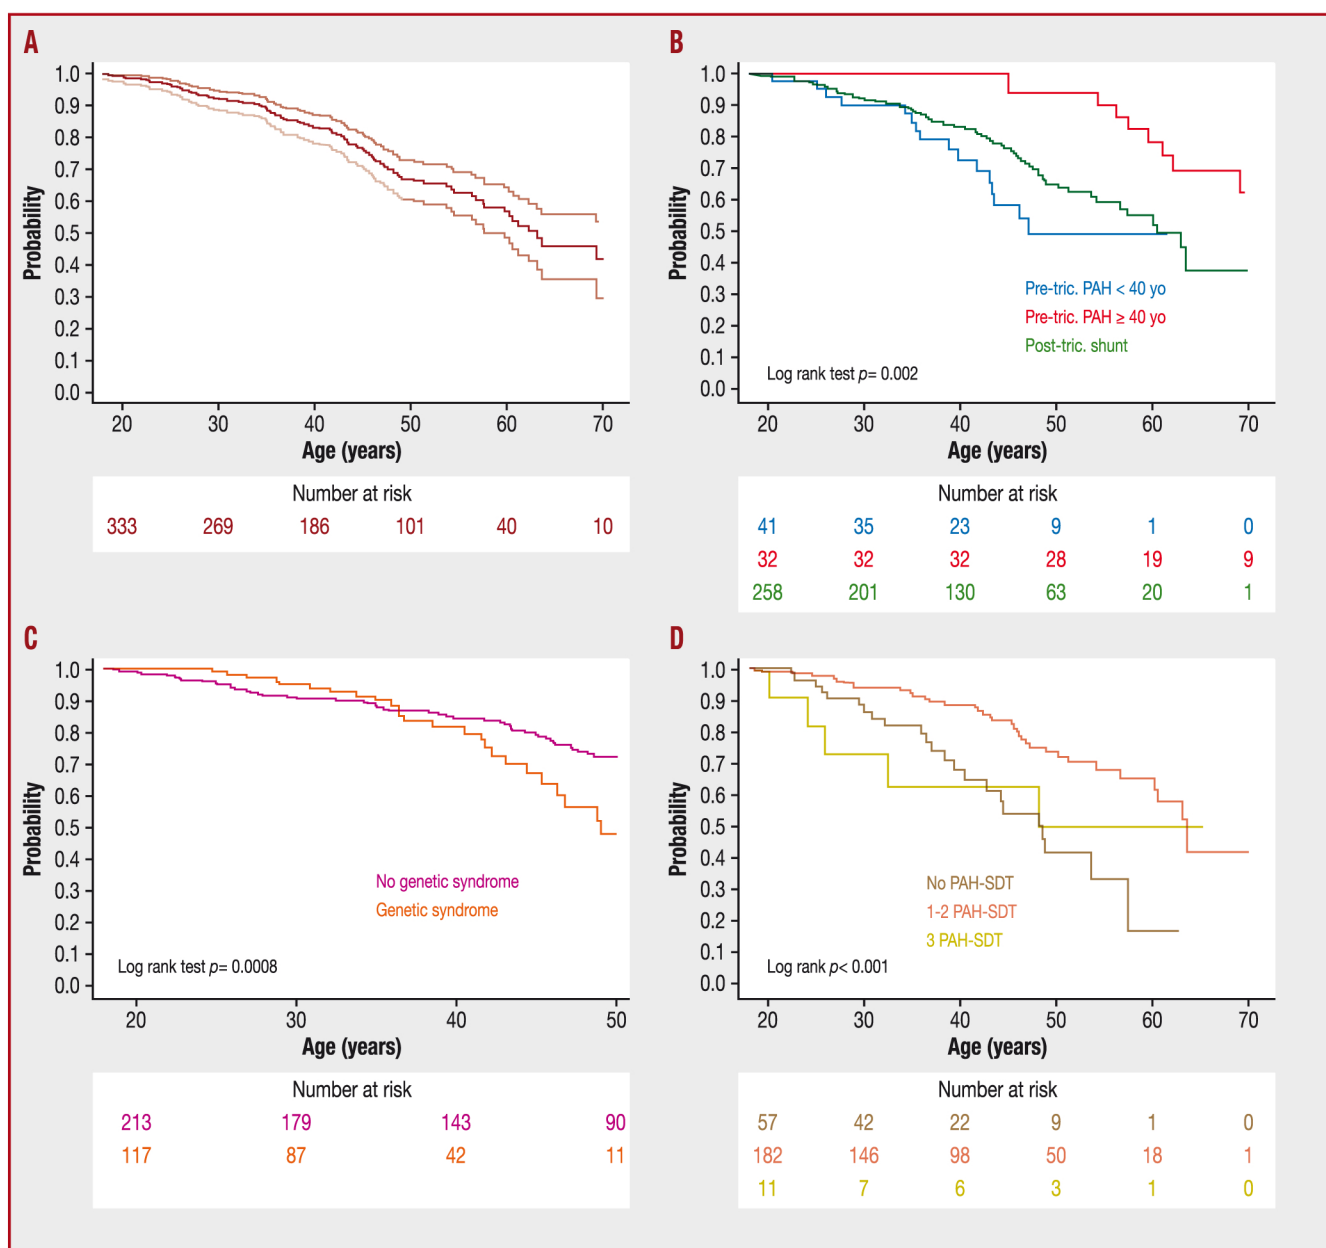 A
1.0
0.9
0.8
0.7
0.6
0.5
0.4
0.3
0.2
0.1
0.0
Probability
20 30 40 50 60 70
Age (years)
Number at risk
333 269 186 101 40 10
B
1.0
0.9
0.8
0.7
0.6
0.5
0.4
0.3
0.2
0.1
0.0
Probability
Pre-tric. PAH < 40 yo
Pre-tric. PAH ≥ 40 yo
Post-tric. shunt
Log rank test p= 0.002
20 30 40 50 60 70
Age (years)
Number at risk
41 35 23 9 1 0
32 32 32 28 19 9
258 201 130 63 20 1
C
1.0
0.9
0.8
0.7
0.6
0.5
0.4
0.3
0.2
0.1
0.0
Probability
No genetic syndrome
Genetic syndrome
Log rank test p= 0.0008
20 30 40 50
Age (years)
Number at risk
213 179 143 90
117 87 42 11
D
1.0
0.9
0.8
0.7
0.6
0.5
0.4
0.3
0.2
0.1
0.0
Probability
No PAH-SDT
1-2 PAH-SDT
3 PAH-SDT
Log rank p< 0.001
20 30 40 50 60 70
Age (years)
Number at risk
57 42 22 9 1 0
182 146 98 50 18 1
11 7 6 3 1 0